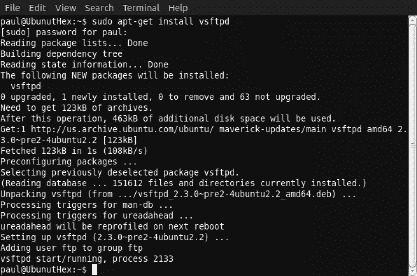 File Edit View Search Terminal Help
paul@UbunutHex:~$ sudo apt-get install vsftpd
[sudo] password for paul:
Reading package lists... Done
Building dependency tree
Reading state information... Done
The following NEW packages will be installed:
  vsftpd
0 upgraded, 1 newly installed, 0 to remove and 63 not upgraded.
Need to get 123kB of archives.
After this operation, 463kB of additional disk space will be used.
Get:1 http://us.archive.ubuntu.com/ubuntu/ maverick-updates/main vsftpd amd64 2.
3.0~pre2-4ubuntu2.2 [123kB]
Fetched 123kB in 1s (108kB/s)
Preconfiguring packages ...
Selecting previously deselected package vsftpd.
(Reading database ... 151612 files and directories currently installed.)
Unpacking vsftpd (from .../vsftpd_2.3.0~pre2-4ubuntu2.2_amd64.deb) ...
Processing triggers for man-db ...
Processing triggers for ureadahead ...
ureadahead will be reprofiled on next reboot
Setting up vsftpd (2.3.0~pre2-4ubuntu2.2) ...
Adding user ftp to group ftp
vsftpd start/running, process 2133
paul@UbunutHex:~$